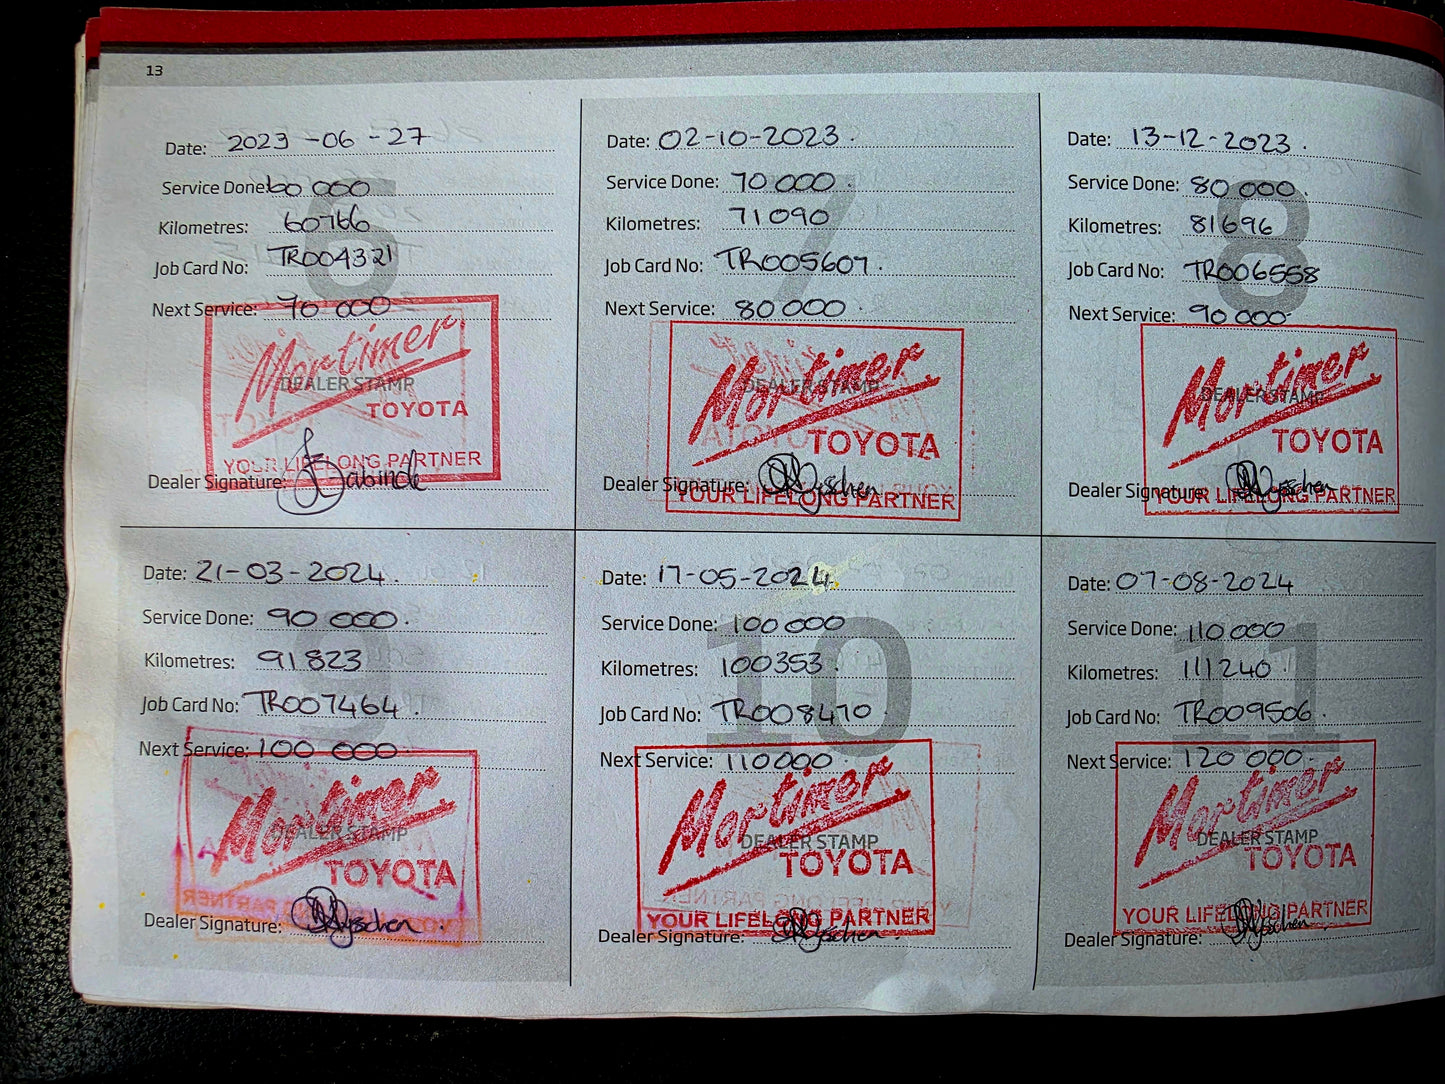 13
Date: 2023-06-27
Service Done: 60 000
Kilometres: 60766
Job Card No: TR004321
Next Service: 70 000
Mortimer
DEALER STAMP
TOYOTA
YOUR LIFELONG PARTNER
Dealer Signature:
6
Date: 02-10-2023.
Service Done: 70 000.
Kilometres: 71090
Job Card No: TR005607.
Next Service: 80 000.
Mortimer
DEALER STAMP
TOYOTA
Dealer Signature:
YOUR LIFELONG PARTNER
7
Date: 13-12-2023.
Service Done: 80 000.
Kilometres: 81696
Job Card No: TR006558
Next Service: 90 000.
Mortimer
DEALER STAMP
TOYOTA
Dealer Signature:
YOUR LIFELONG PARTNER
8
Date: 21-03-2024.
Service Done: 90 000.
Kilometres: 91823
Job Card No: TR007464.
Next Service: 100 000.
Mortimer
DEALER STAMP
TOYOTA
Dealer Signature:
9
Date: 17-05-2024.
Service Done: 100 000
Kilometres: 100353.
Job Card No: TR008470.
Next Service: 110000.
Mortimer
DEALER STAMP
TOYOTA
YOUR LIFELONG PARTNER
Dealer Signature:
10
Date: 07-08-2024
Service Done: 110000
Kilometres: 111240
Job Card No: TR009506.
Next Service: 120 000.
Mortimer
DEALER STAMP
TOYOTA
YOUR LIFELONG PARTNER
Dealer Signature:
11